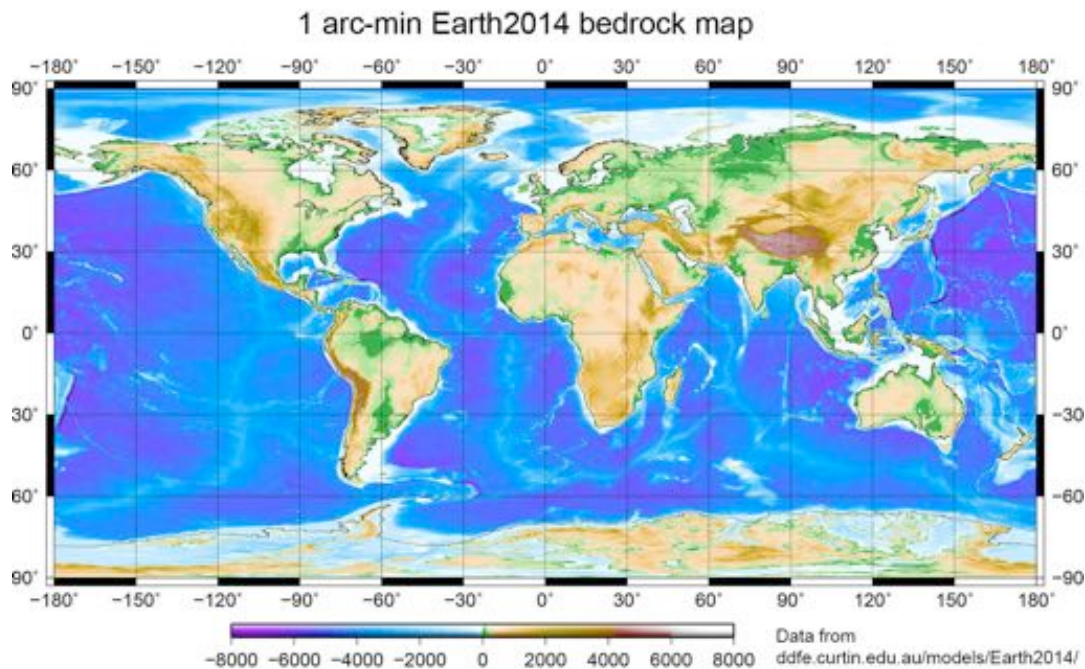 1 arc-min Earth2014 bedrock map
−180˚ −150˚ −120˚ −90˚ −60˚ −30˚ 0˚ 30˚ 60˚ 90˚ 120˚ 150˚ 180˚
90˚ 90˚
60˚ 60˚
30˚ 30˚
0˚ 0˚
−30˚ −30˚
−60˚ −60˚
−90˚ −90˚
−180˚ −150˚ −120˚ −90˚ −60˚ −30˚ 0˚ 30˚ 60˚ 90˚ 120˚ 150˚ 180˚
−8000 −6000 −4000 −2000 0 2000 4000 6000 8000
Data from
ddfe.curtin.edu.au/models/Earth2014/